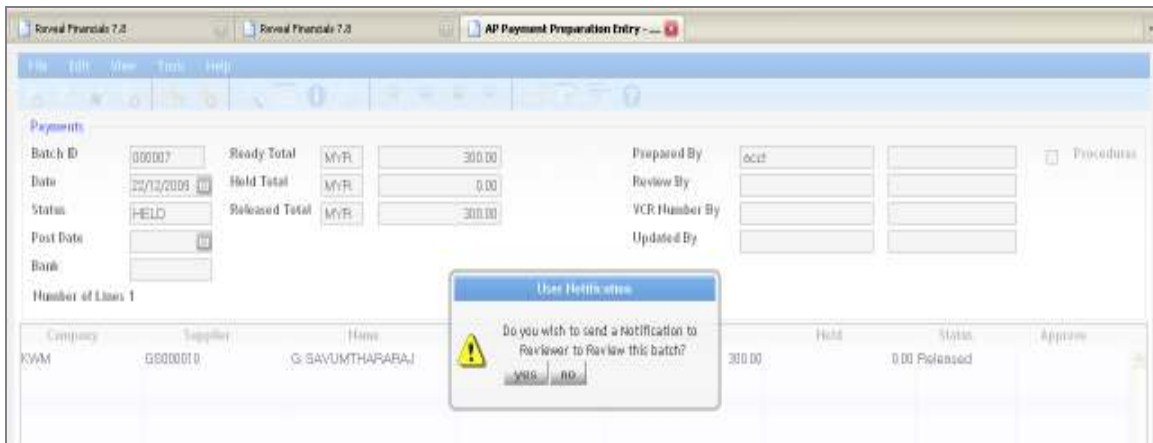 Reveal Financials 7.8 Reveal Financials 7.8 AP Payment Preparation Entry - ...
File Edit View Tools Help
Payments
Batch ID 000007 Ready Total MYR 300.00 Prepared By acct Procedures
Date 22/12/2009 Held Total MYR 0.00 Review By
Status HELD Released Total MYR 300.00 VCR Number By
Post Date Updated By
Bank
Number of Lines 1
User Notification
Do you wish to send a Notification to
Reviewer to Review this batch?
yes no
Company Supplier Name Held Status Approve
KWM GS000010 G. SAVUMTHARARAJ 300.00 0.00 Released